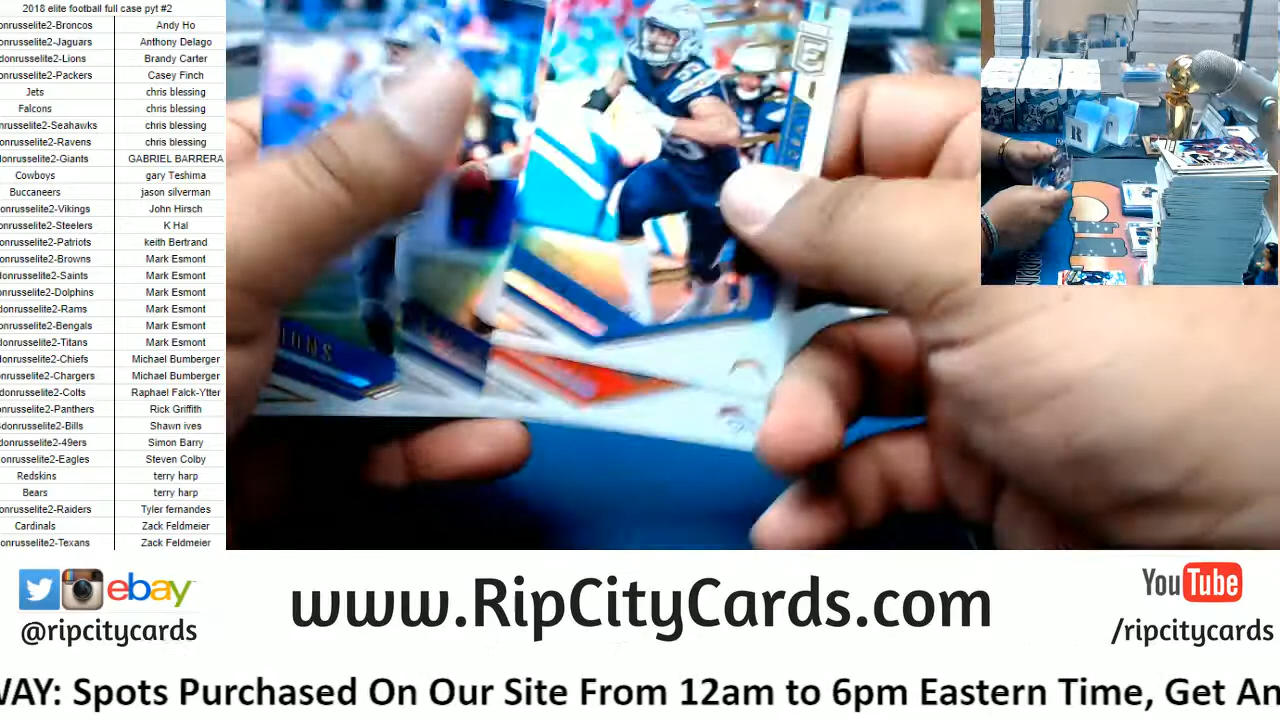 2018 elite football full case pyt #2
onrusselite2-Broncos Andy Ho
donrusselite2-Jaguars Anthony Delago
donrusselite2-Lions Brandy Carter
donrusselite2-Packers Casey Finch
Jets chris blessing
Falcons chris blessing
nrusselite2-Seahawks chris blessing
nrusselite2-Ravens chris blessing
donrusselite2-Giants GABRIEL BARRERA
Cowboys gary Teshima
Buccaneers jason silverman
onrusselite2-Vikings John Hirsch
onrusselite2-Steelers K Hal
onrusselite2-Patriots keith Bertrand
onrusselite2-Browns Mark Esmont
donrusselite2-Saints Mark Esmont
onrusselite2-Dolphins Mark Esmont
donrusselite2-Rams Mark Esmont
onrusselite2-Bengals Mark Esmont
donrusselite2-Titans Mark Esmont
onrusselite2-Chiefs Michael Bumberger
onrusselite2-Chargers Michael Bumberger
donrusselite2-Colts Raphael Falck-Ytter
onrusselite2-Panthers Rick Griffith
donrusselite2-Bills Shawn ives
donrusselite2-49ers Simon Barry
onrusselite2-Eagles Steven Colby
Redskins terry harp
Bears terry harp
onrusselite2-Raiders Tyler fernandes
Cardinals Zack Feldmeier
onrusselite2-Texans Zack Feldmeier
IONS
E
ebay
@ripcitycards
www.RipCityCards.com
YouTube
/ripcitycards
WAY: Spots Purchased On Our Site From 12am to 6pm Eastern Time, Get An